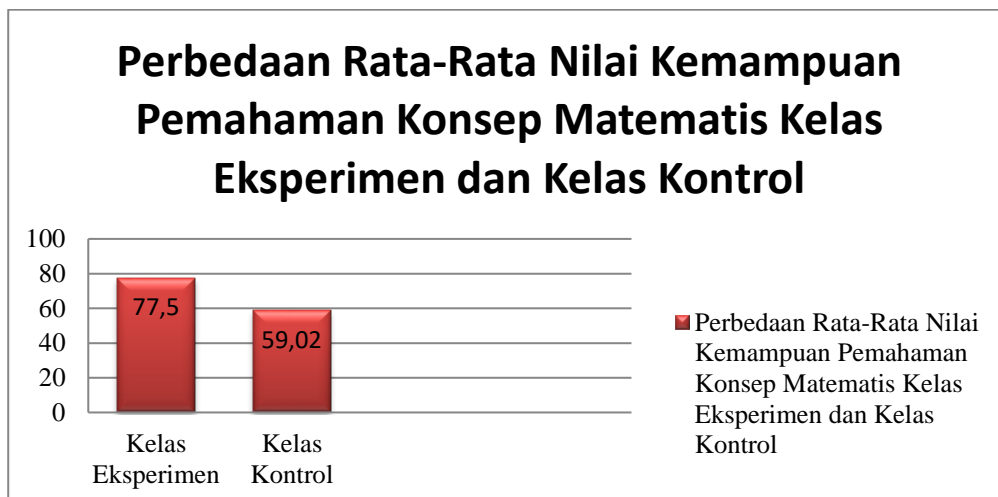 Perbedaan Rata-Rata Nilai Kemampuan
Pemahaman Konsep Matematis Kelas
Eksperimen dan Kelas Kontrol
100
80
60
40
20
0
77,5
59,02
Kelas
Eksperimen
Kelas
Kontrol
Perbedaan Rata-Rata Nilai
Kemampuan Pemahaman
Konsep Matematis Kelas
Eksperimen dan Kelas
Kontrol